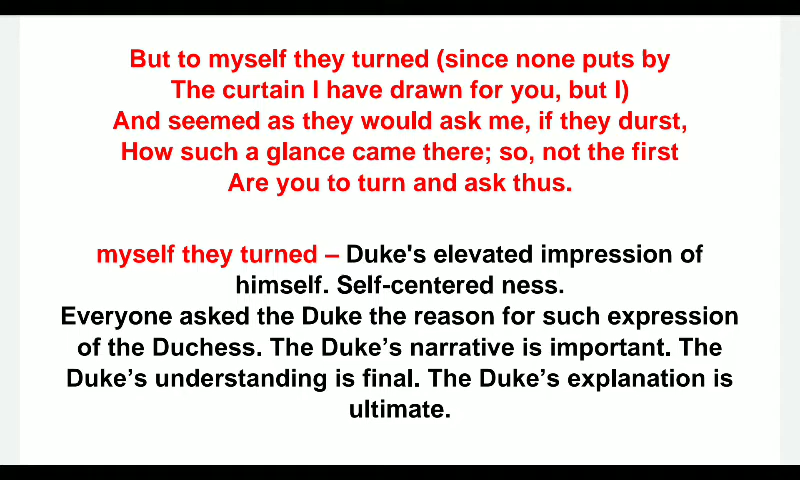 But to myself they turned (since none puts by
The curtain I have drawn for you, but I)
And seemed as they would ask me, if they durst,
How such a glance came there; so, not the first
Are you to turn and ask thus.
myself they turned – Duke's elevated impression of
himself. Self-centered ness.
Everyone asked the Duke the reason for such expression
of the Duchess. The Duke’s narrative is important. The
Duke’s understanding is final. The Duke’s explanation is
ultimate.